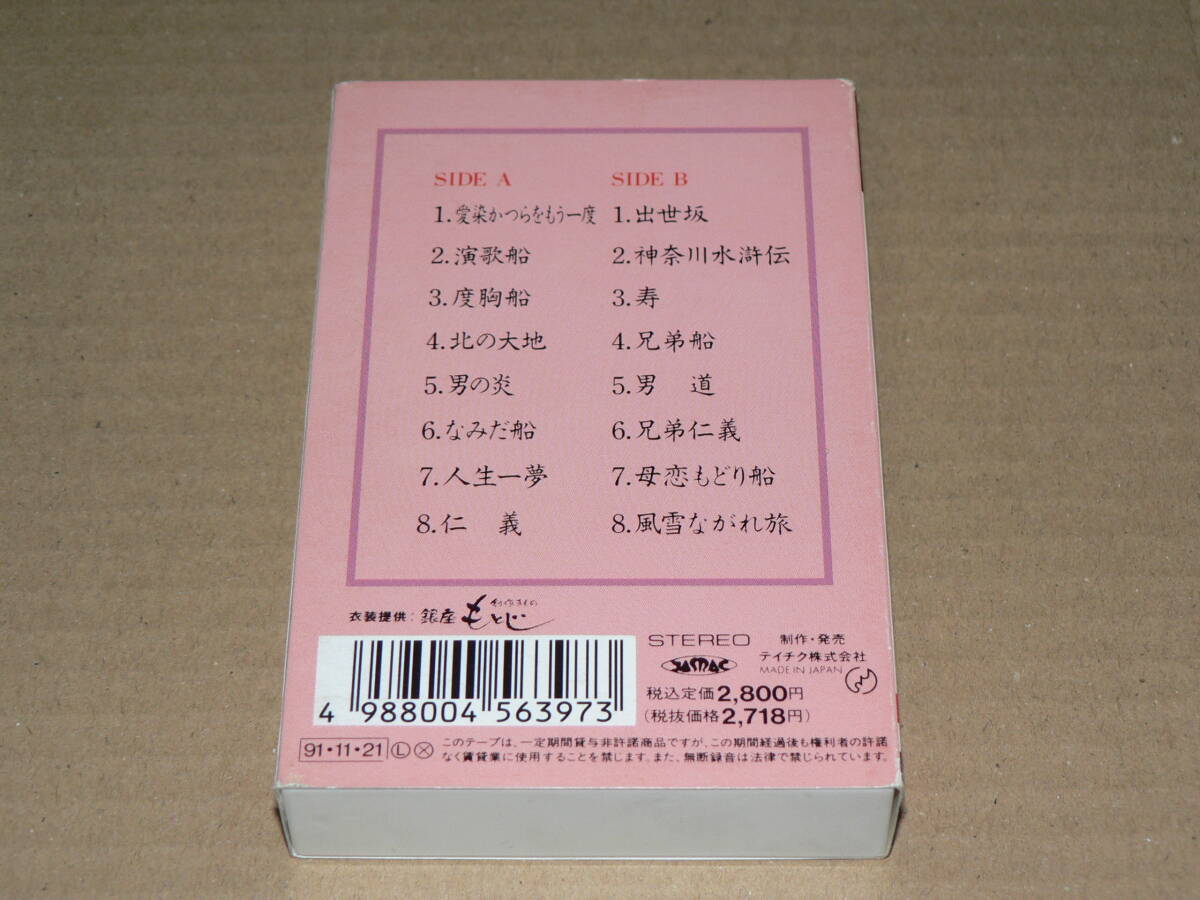 SIDE A
1.愛染かつらをもう一度
2.演歌船
3.度胸船
4.北の大地
5.男の炎
6.なみだ船
7.人生一夢
8.仁 義
SIDE B
1.出世坂
2.神奈川水滸伝
3.寿
4.兄弟船
5.男 道
6.兄弟仁義
7.母恋もどり船
8.風雪ながれ旅
衣装提供:銀座 もとじ
4 988004 563973
STEREO
制作・発売
テイチク株式会社
MADE IN JAPAN
税込定価2,800円
(税抜価格2,718円)
91・11・21 Ⓛ ⓧ
このテープは、一定期間貸与非許諾商品ですが、この期間経過後も権利者の許諾
なく賃貸業に使用することを禁じます。また、無断録音は法律で禁じられています。